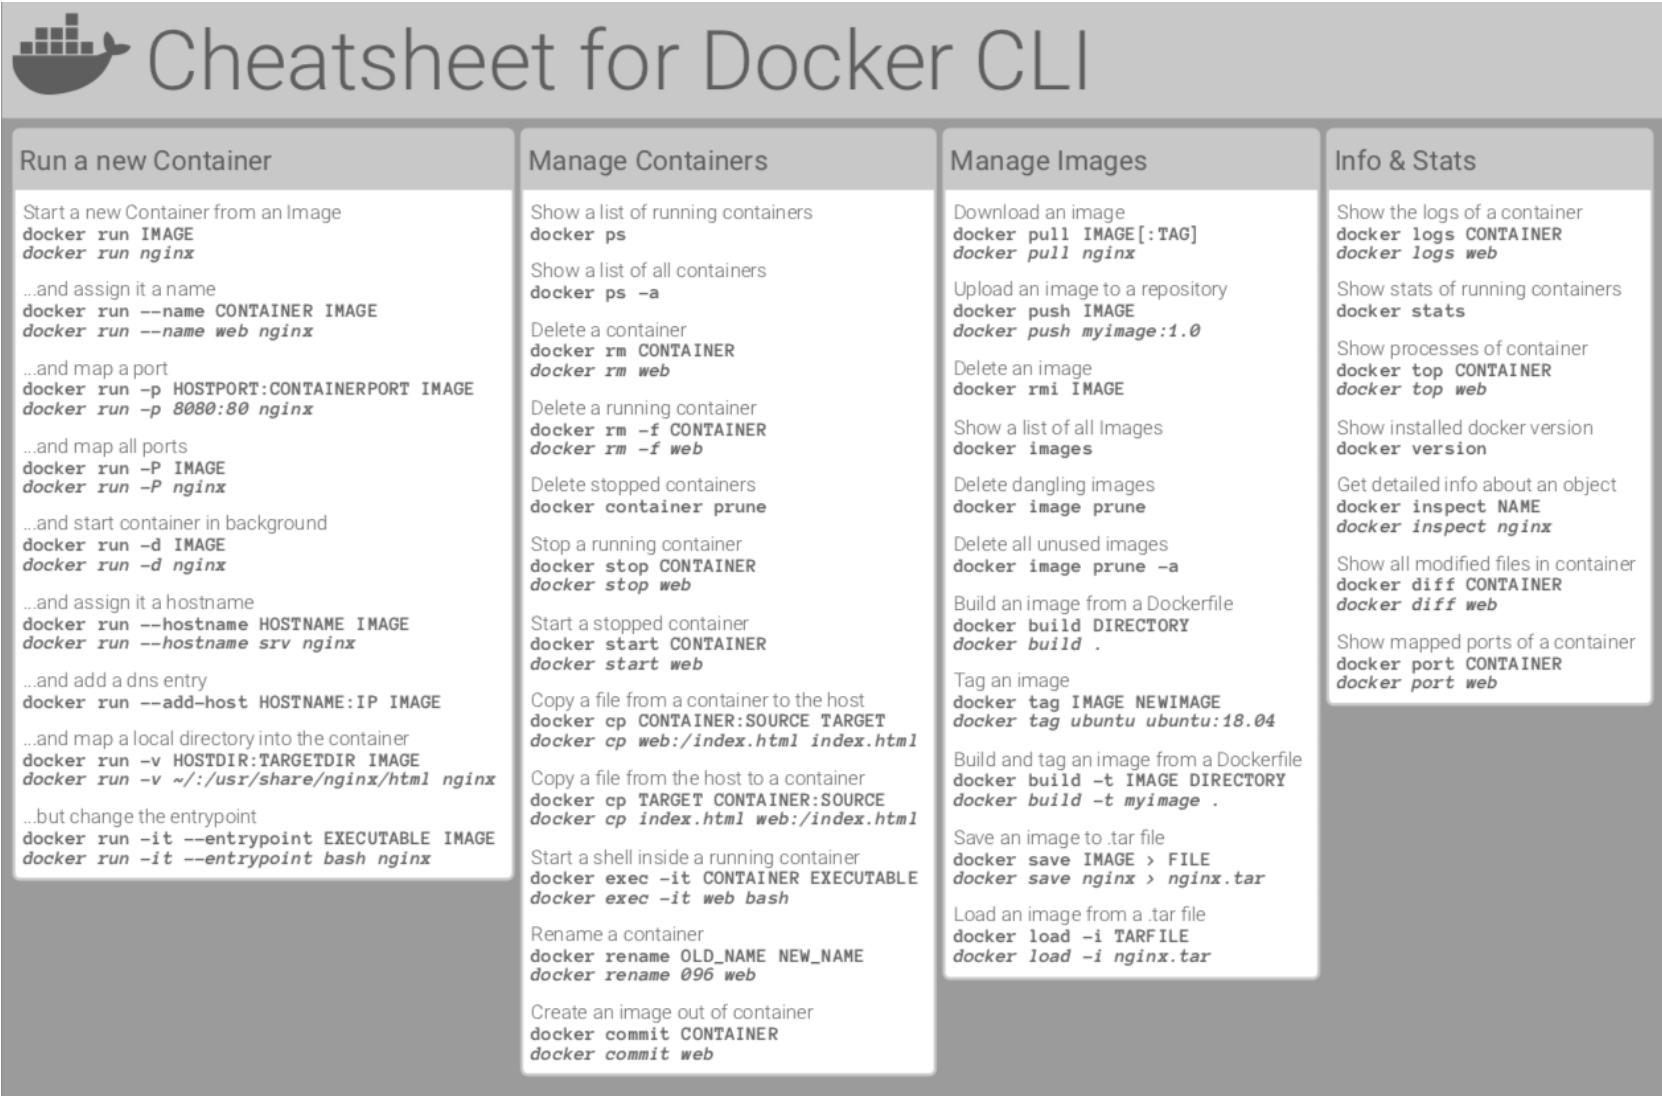 Cheatsheet for Docker CLI
Run a new Container
Start a new Container from an Image
docker run IMAGE
docker run nginx
...and assign it a name
docker run --name CONTAINER IMAGE
docker run --name web nginx
...and map a port
docker run -p HOSTPORT:CONTAINERPORT IMAGE
docker run -p 8080:80 nginx
...and map all ports
docker run -P IMAGE
docker run -P nginx
...and start container in background
docker run -d IMAGE
docker run -d nginx
...and assign it a hostname
docker run --hostname HOSTNAME IMAGE
docker run --hostname srv nginx
...and add a dns entry
docker run --add-host HOSTNAME:IP IMAGE
...and map a local directory into the container
docker run -v HOSTDIR:TARGETDIR IMAGE
docker run -v ~/:/usr/share/nginx/html nginx
...but change the entrypoint
docker run -it --entrypoint EXECUTABLE IMAGE
docker run -it --entrypoint bash nginx
Manage Containers
Show a list of running containers
docker ps
Show a list of all containers
docker ps -a
Delete a container
docker rm CONTAINER
docker rm web
Delete a running container
docker rm -f CONTAINER
docker rm -f web
Delete stopped containers
docker container prune
Stop a running container
docker stop CONTAINER
docker stop web
Start a stopped container
docker start CONTAINER
docker start web
Copy a file from a container to the host
docker cp CONTAINER:SOURCE TARGET
docker cp web:/index.html index.html
Copy a file from the host to a container
docker cp TARGET CONTAINER:SOURCE
docker cp index.html web:/index.html
Start a shell inside a running container
docker exec -it CONTAINER EXECUTABLE
docker exec -it web bash
Rename a container
docker rename OLD_NAME NEW_NAME
docker rename 096 web
Create an image out of container
docker commit CONTAINER
docker commit web
Manage Images
Download an image
docker pull IMAGE[:TAG]
docker pull nginx
Upload an image to a repository
docker push IMAGE
docker push myimage:1.0
Delete an image
docker rmi IMAGE
Show a list of all Images
docker images
Delete dangling images
docker image prune
Delete all unused images
docker image prune -a
Build an image from a Dockerfile
docker build DIRECTORY
docker build .
Tag an image
docker tag IMAGE NEWIMAGE
docker tag ubuntu ubuntu:18.04
Build and tag an image from a Dockerfile
docker build -t IMAGE DIRECTORY
docker build -t myimage .
Save an image to .tar file
docker save IMAGE > FILE
docker save nginx > nginx.tar
Load an image from a .tar file
docker load -i TARFILE
docker load -i nginx.tar
Info & Stats
Show the logs of a container
docker logs CONTAINER
docker logs web
Show stats of running containers
docker stats
Show processes of container
docker top CONTAINER
docker top web
Show installed docker version
docker version
Get detailed info about an object
docker inspect NAME
docker inspect nginx
Show all modified files in container
docker diff CONTAINER
docker diff web
Show mapped ports of a container
docker port CONTAINER
docker port web